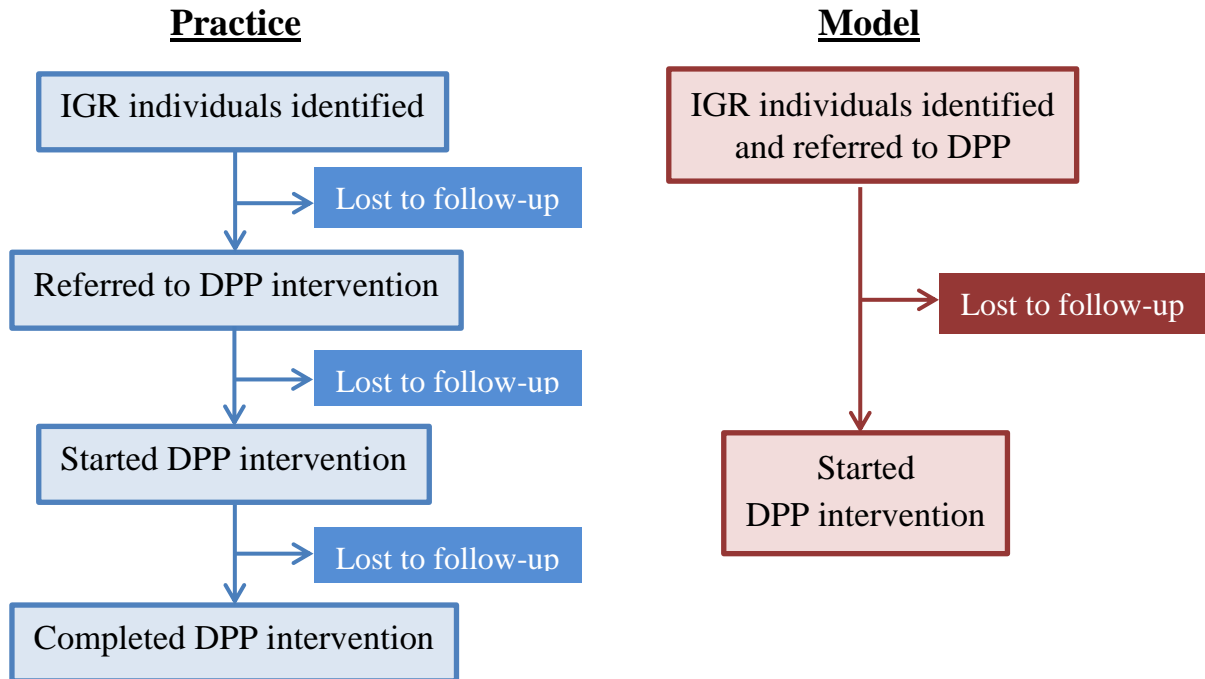 Practice
IGR individuals identified
Lost to follow-up
Referred to DPP intervention
Lost to follow-up
Started DPP intervention
Lost to follow-up
Completed DPP intervention
Model
IGR individuals identified
and referred to DPP
Lost to follow-up
Started
DPP intervention